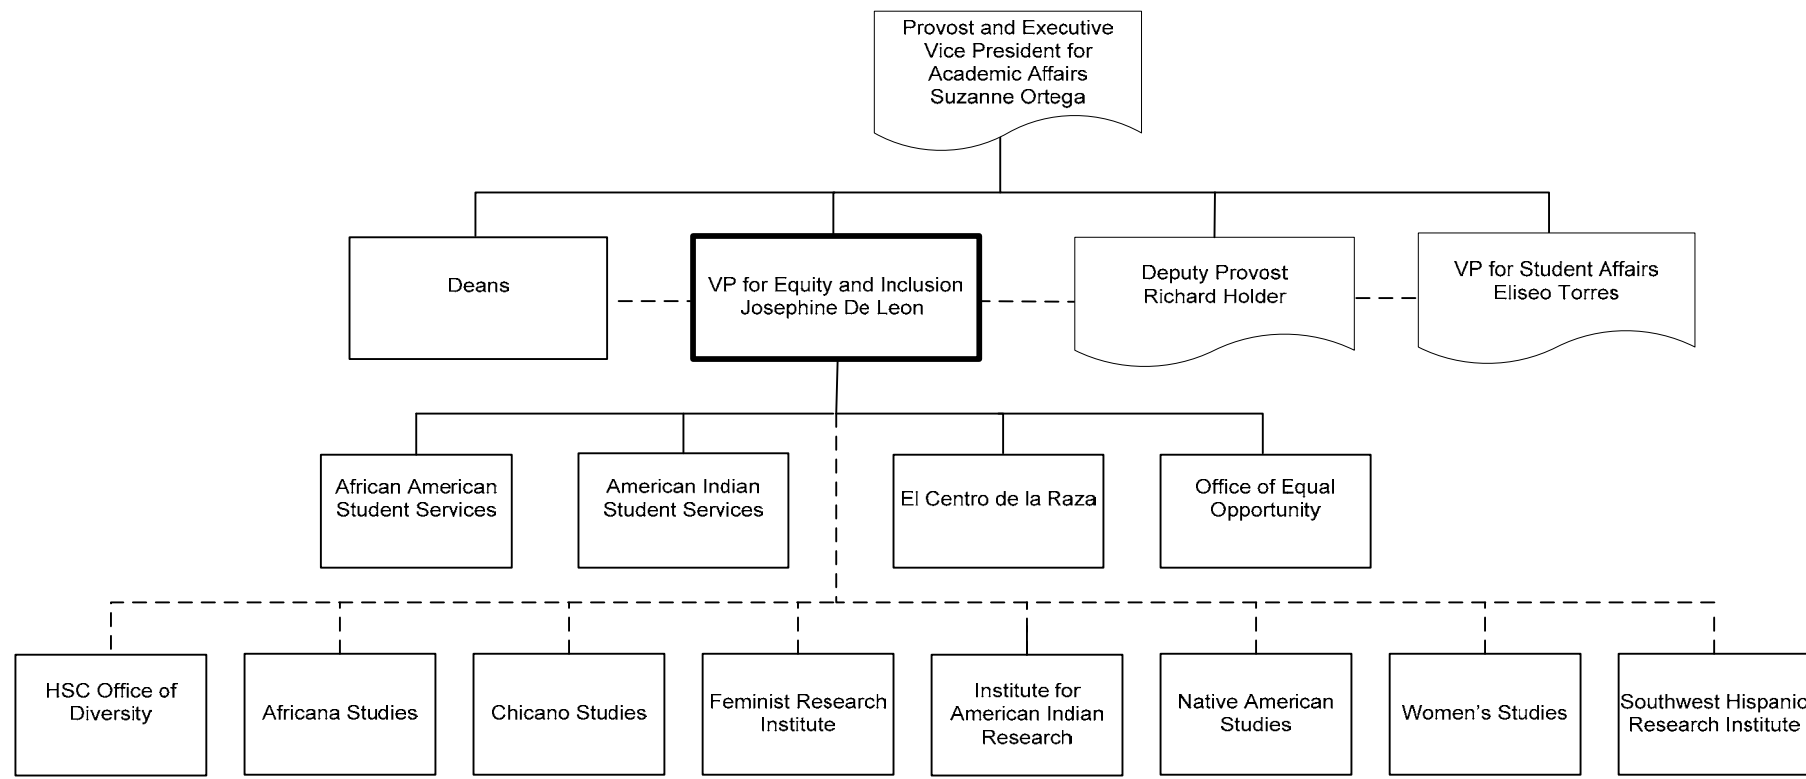 Provost and Executive
Vice President for
Academic Affairs
Suzanne Ortega
Deans
VP for Equity and Inclusion
Josephine De Leon
Deputy Provost
Richard Holder
VP for Student Affairs
Eliseo Torres
African American
Student Services
American Indian
Student Services
El Centro de la Raza
Office of Equal
Opportunity
HSC Office of
Diversity
Africana Studies
Chicano Studies
Feminist Research
Institute
Institute for
American Indian
Research
Native American
Studies
Women's Studies
Southwest Hispanic
Research Institute